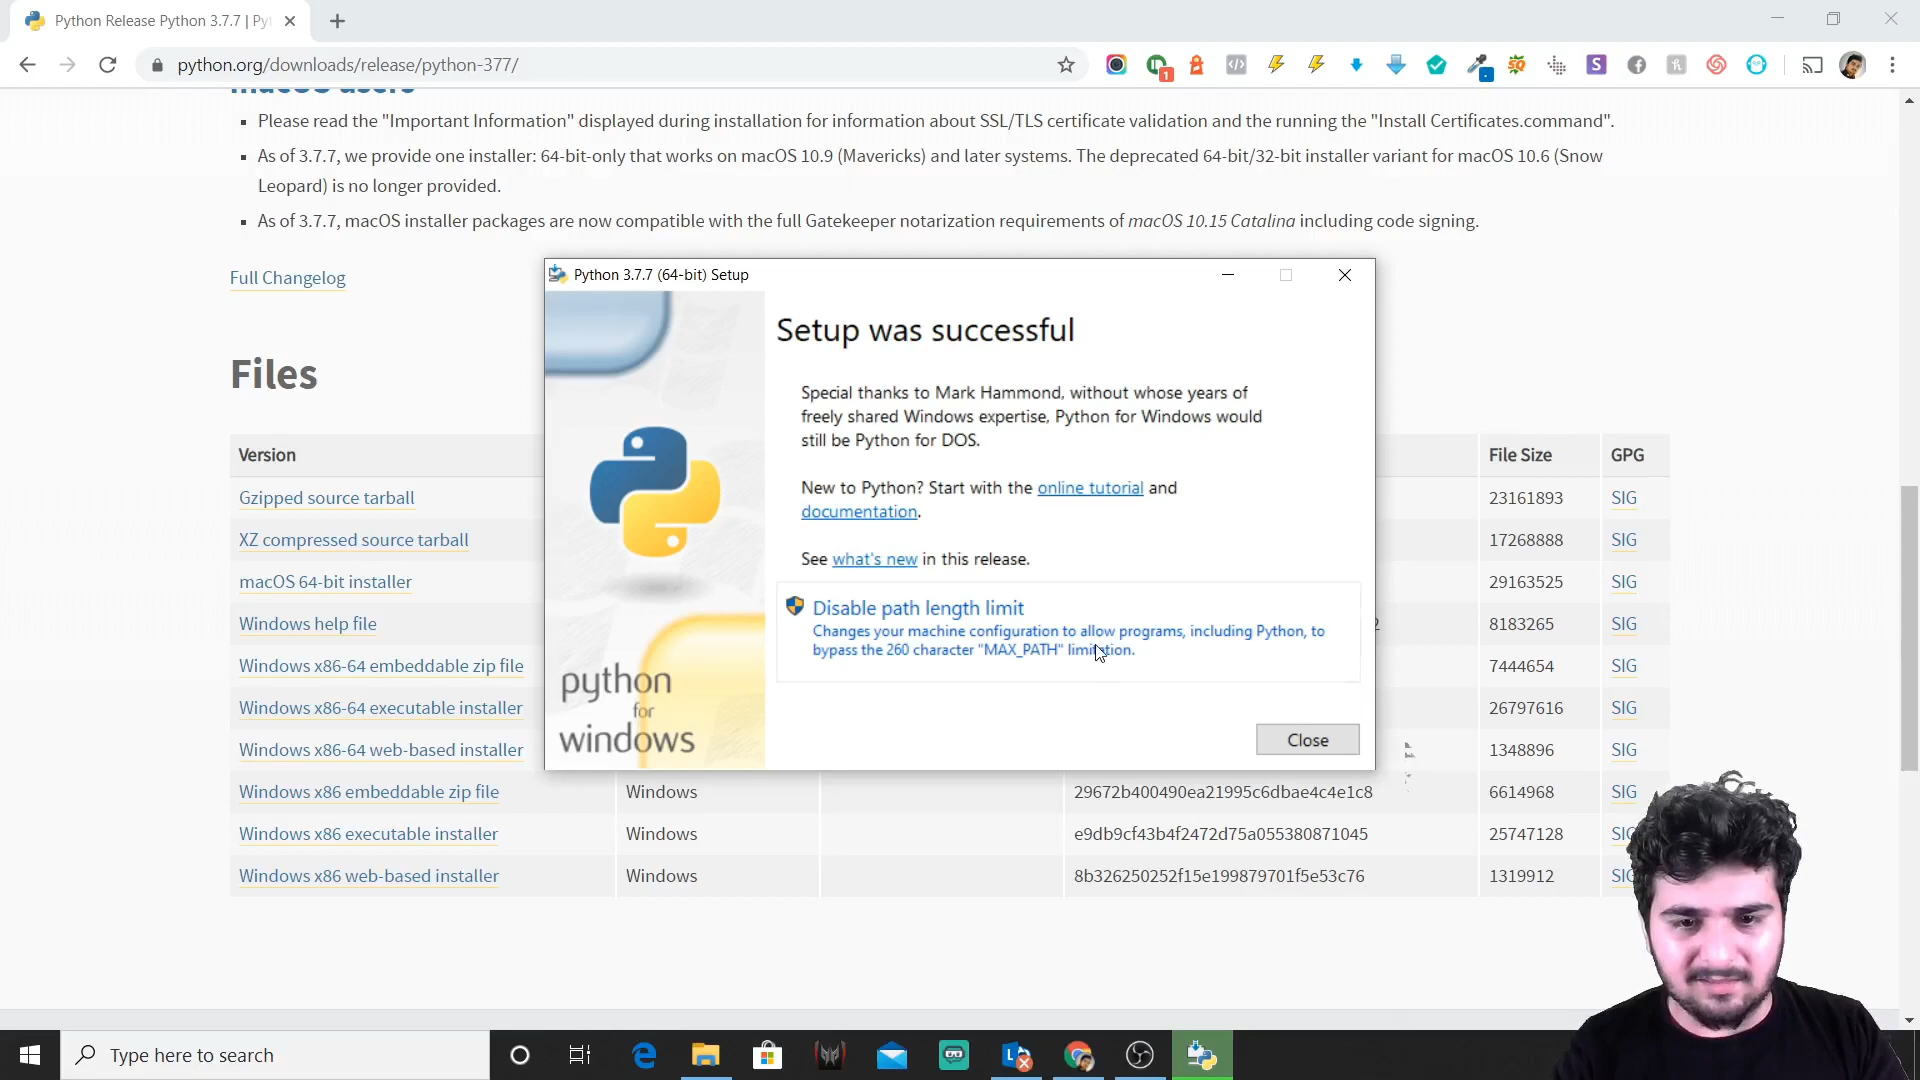 Python Release Python 3.7.7 | Pyt
python.org/downloads/release/python-377/
1
macOS users
Please read the "Important Information" displayed during installation for information about SSL/TLS certificate validation and the running the "Install Certificates.command".
As of 3.7.7, we provide one installer: 64-bit-only that works on macOS 10.9 (Mavericks) and later systems. The deprecated 64-bit/32-bit installer variant for macOS 10.6 (Snow
Leopard) is no longer provided.
As of 3.7.7, macOS installer packages are now compatible with the full Gatekeeper notarization requirements of macOS 10.15 Catalina including code signing.
Full Changelog
Files
Python 3.7.7 (64-bit) Setup
Setup was successful
Special thanks to Mark Hammond, without whose years of
freely shared Windows expertise, Python for Windows would
still be Python for DOS.
New to Python? Start with the online tutorial and
documentation.
See what's new in this release.
Disable path length limit
Changes your machine configuration to allow programs, including Python, to
bypass the 260 character "MAX_PATH" limitation.
Close
python
for
windows
Version File Size GPG
Gzipped source tarball 23161893 SIG
XZ compressed source tarball 17268888 SIG
macOS 64-bit installer 29163525 SIG
Windows help file 2 8183265 SIG
Windows x86-64 embeddable zip file 7444654 SIG
Windows x86-64 executable installer 26797616 SIG
Windows x86-64 web-based installer 1348896 SIG
Windows x86 embeddable zip file Windows 29672b400490ea21995c6dbae4c4e1c8 6614968 SIG
Windows x86 executable installer Windows e9db9cf43b4f2472d75a055380871045 25747128 SIG
Windows x86 web-based installer Windows 8b326250252f15e199879701f5e53c76 1319912 SIG
Type here to search